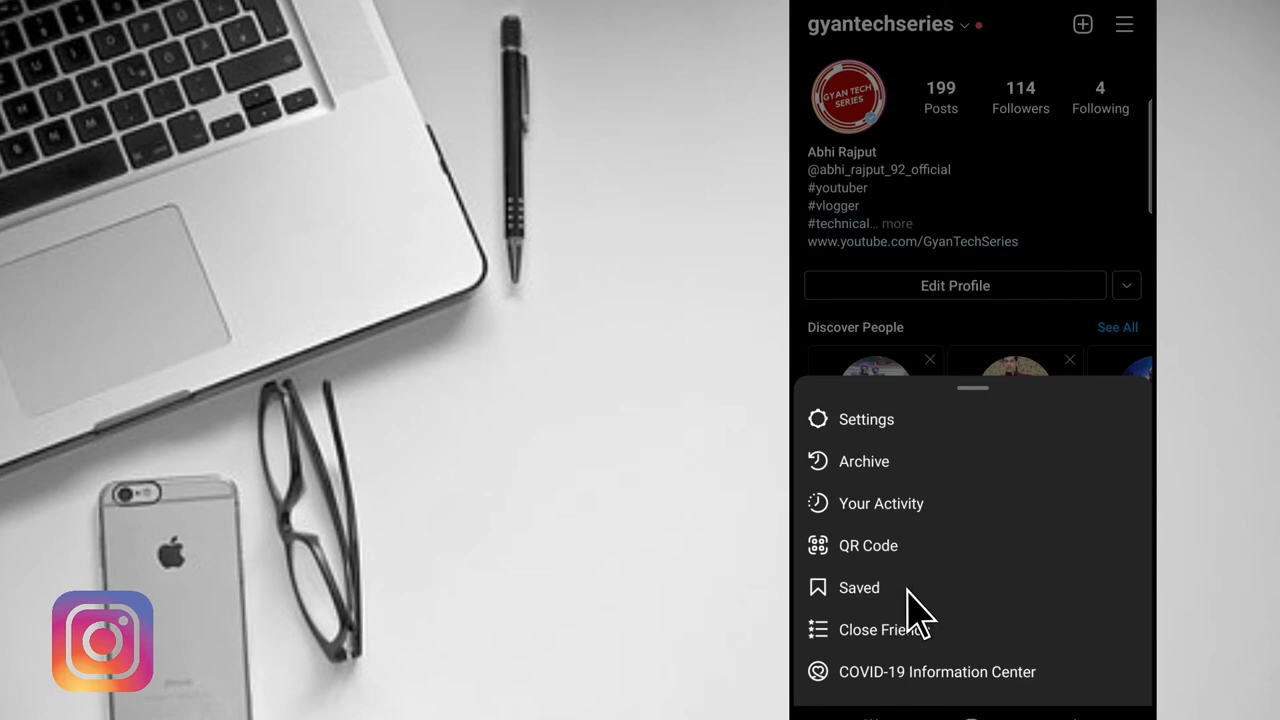 gyantechseries
GYAN TECH
SERIES
199
Posts
114
Followers
4
Following
Abhi Rajput
@abhi_rajput_92_official
#youtuber
#vlogger
#technical... more
www.youtube.com/GyanTechSeries
Edit Profile
Discover People
See All
Settings
Archive
Your Activity
QR Code
Saved
Close
COVID-19 Information Center